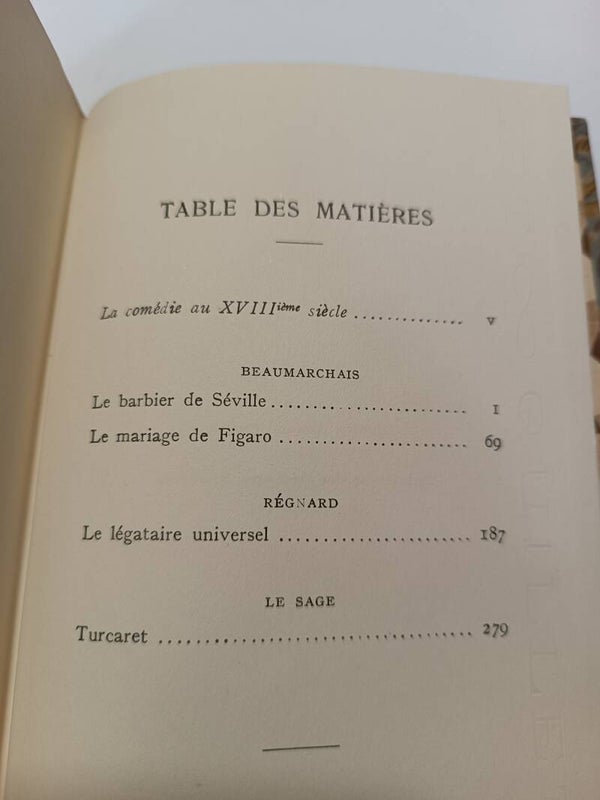 TABLE DES MATIÈRES
La comédie au XVIIIième siècle .............. v
BEAUMARCHAIS
Le barbier de Séville ......................... 1
Le mariage de Figaro ........................ 69
RÉGNARD
Le légataire universel ........................ 187
LE SAGE
Turcaret ........................................ 279